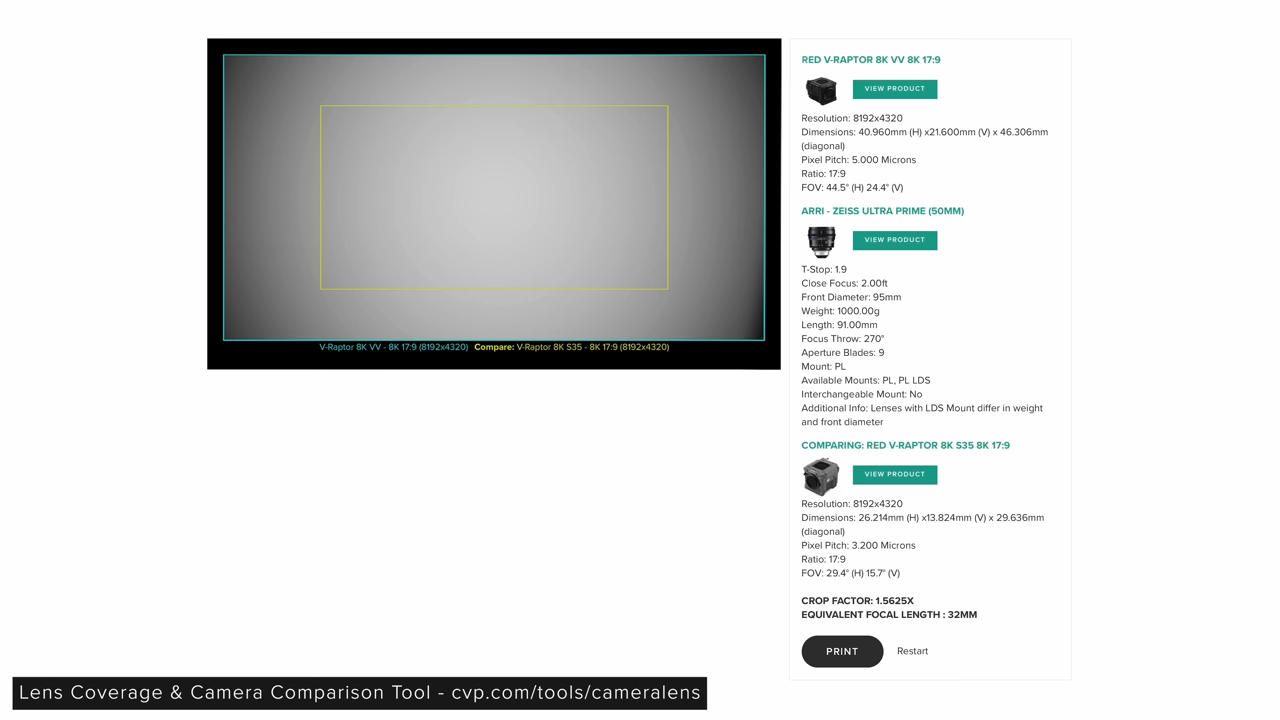 V-Raptor 8K VV - 8K 17:9 (8192x4320) Compare: V-Raptor 8K S35 - 8K 17:9 (8192x4320)
RED V-RAPTOR 8K VV 8K 17:9
VIEW PRODUCT
Resolution: 8192x4320
Dimensions: 40.960mm (H) x21.600mm (V) x 46.306mm
(diagonal)
Pixel Pitch: 5.000 Microns
Ratio: 17:9
FOV: 44.5° (H) 24.4° (V)
ARRI - ZEISS ULTRA PRIME (50MM)
VIEW PRODUCT
T-Stop: 1.9
Close Focus: 2.00ft
Front Diameter: 95mm
Weight: 1000.00g
Length: 91.00mm
Focus Throw: 270°
Aperture Blades: 9
Mount: PL
Available Mounts: PL, PL LDS
Interchangeable Mount: No
Additional Info: Lenses with LDS Mount differ in weight
and front diameter
COMPARING: RED V-RAPTOR 8K S35 8K 17:9
VIEW PRODUCT
Resolution: 8192x4320
Dimensions: 26.214mm (H) x13.824mm (V) x 29.636mm
(diagonal)
Pixel Pitch: 3.200 Microns
Ratio: 17:9
FOV: 29.4° (H) 15.7° (V)
CROP FACTOR: 1.5625X
EQUIVALENT FOCAL LENGTH : 32MM
PRINT Restart
Lens Coverage & Camera Comparison Tool - cvp.com/tools/cameralens